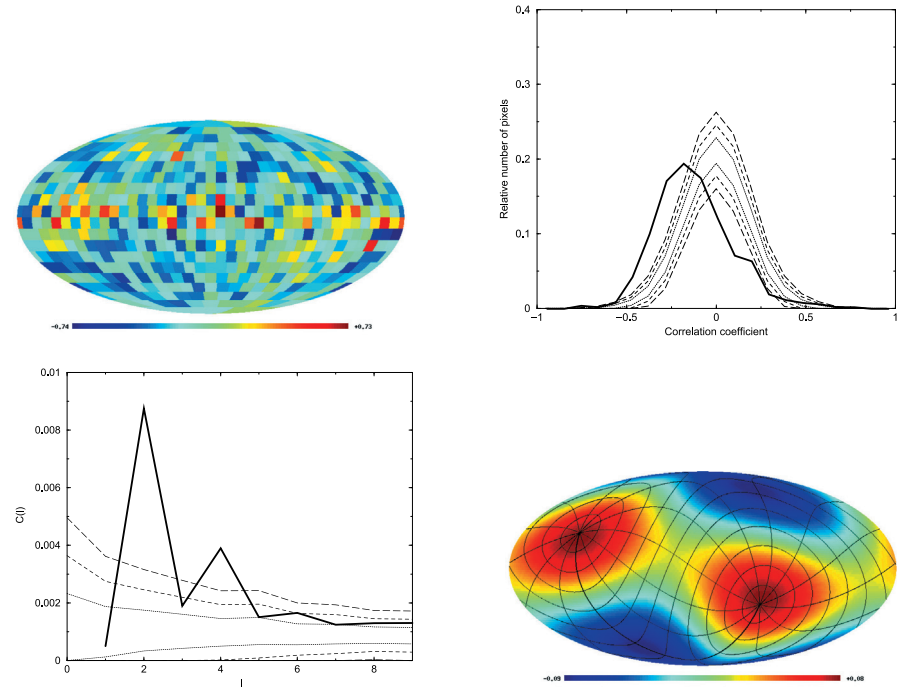 -0.74 +0.73
0.4
0.3
0.2
0.1
0
Relative number of pixels
-1 -0.5 0 0.5 1
Correlation coefficient
0.01
0.008
0.006
0.004
0.002
0
C(l)
0 2 4 6 8
l
-0.09 +0.08